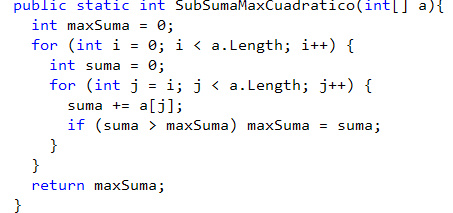 public static int SubSumaMaxCuadratico(int[] a){
int maxSuma = 0;
for (int i = 0; i < a.Length; i++) {
int suma = 0;
for (int j = i; j < a.Length; j++) {
suma += a[j];
if (suma > maxSuma) maxSuma = suma;
}
}
return maxSuma;
}